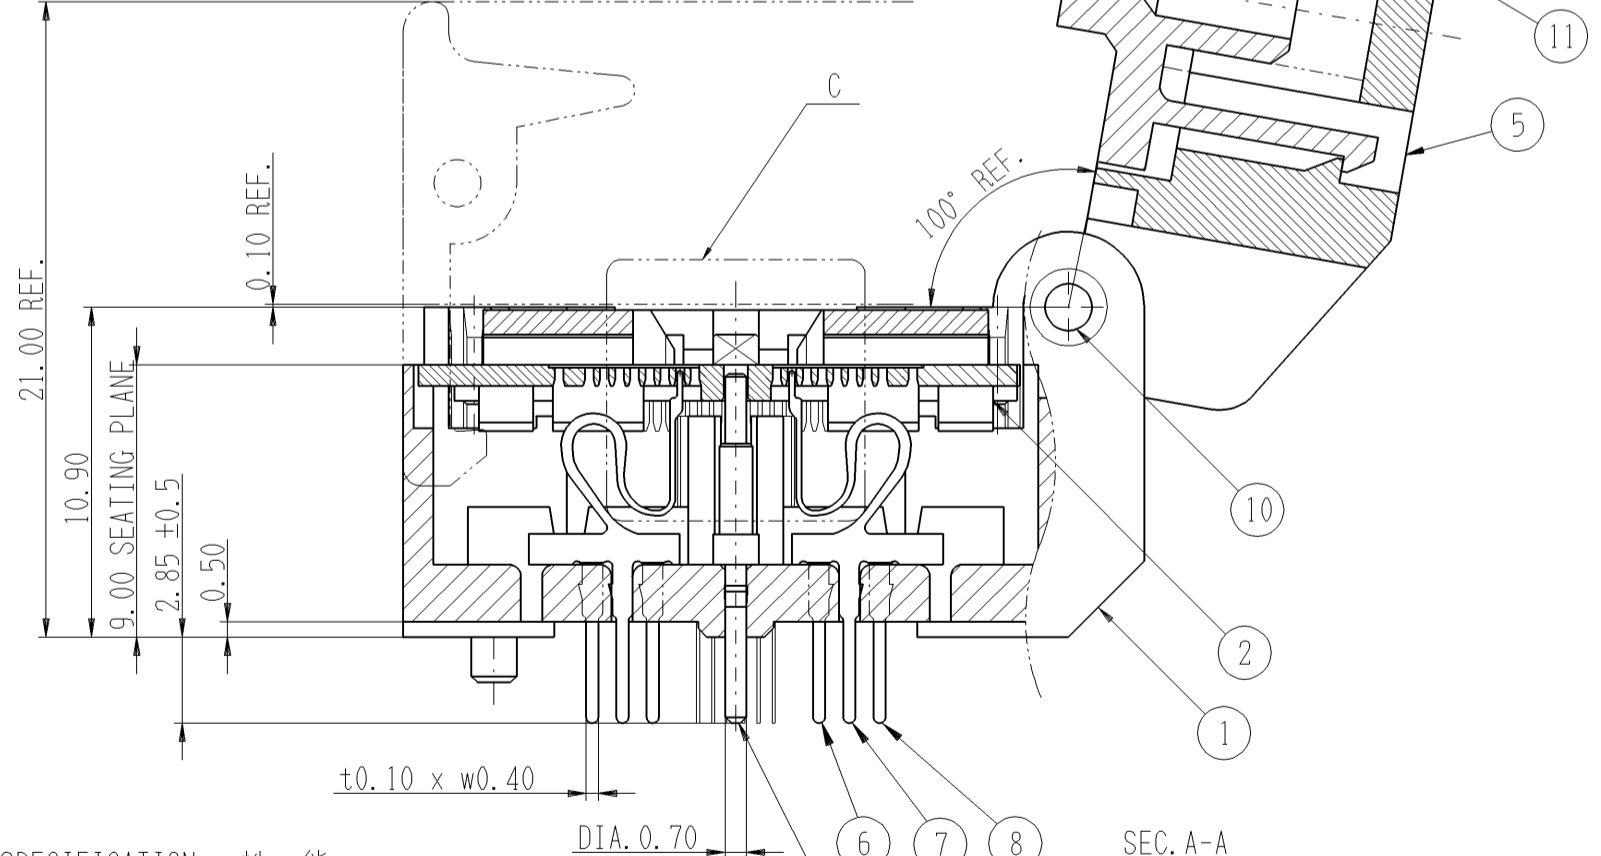 11
C
5
100° REF.
0.10 REF.
21.00 REF.
10.90
9.00 SEATING PLANE
2.85 ±0.5
0.50
10
2
1
t0.10 x w0.40
DIA.0.70
6
7
8
SEC.A-A
SPECIFICATION